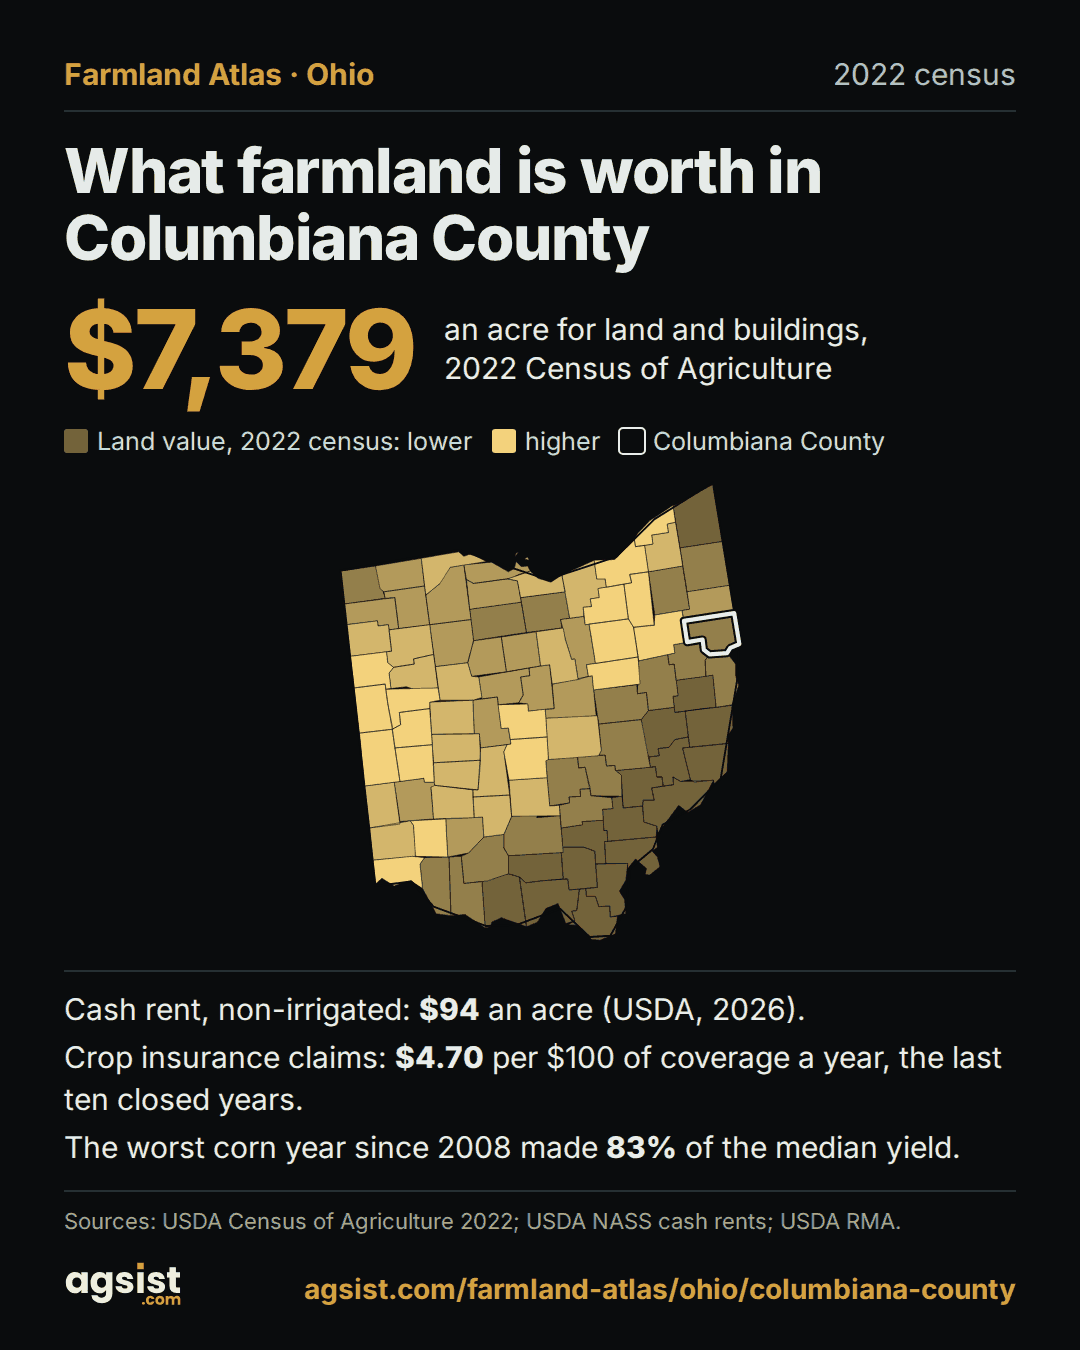 Farmland Atlas · Ohio
2022 census
What farmland is worth in
Columbiana County
$7,379
an acre for land and buildings,
2022 Census of Agriculture
Land value, 2022 census: lower
higher
Columbiana County
Cash rent, non-irrigated: $94 an acre (USDA, 2026).
Crop insurance claims: $4.70 per $100 of coverage a year, the last
ten closed years.
The worst corn year since 2008 made 83% of the median yield.
Sources: USDA Census of Agriculture 2022; USDA NASS cash rents; USDA RMA.
agsist
.com
agsist.com/farmland-atlas/ohio/columbiana-county